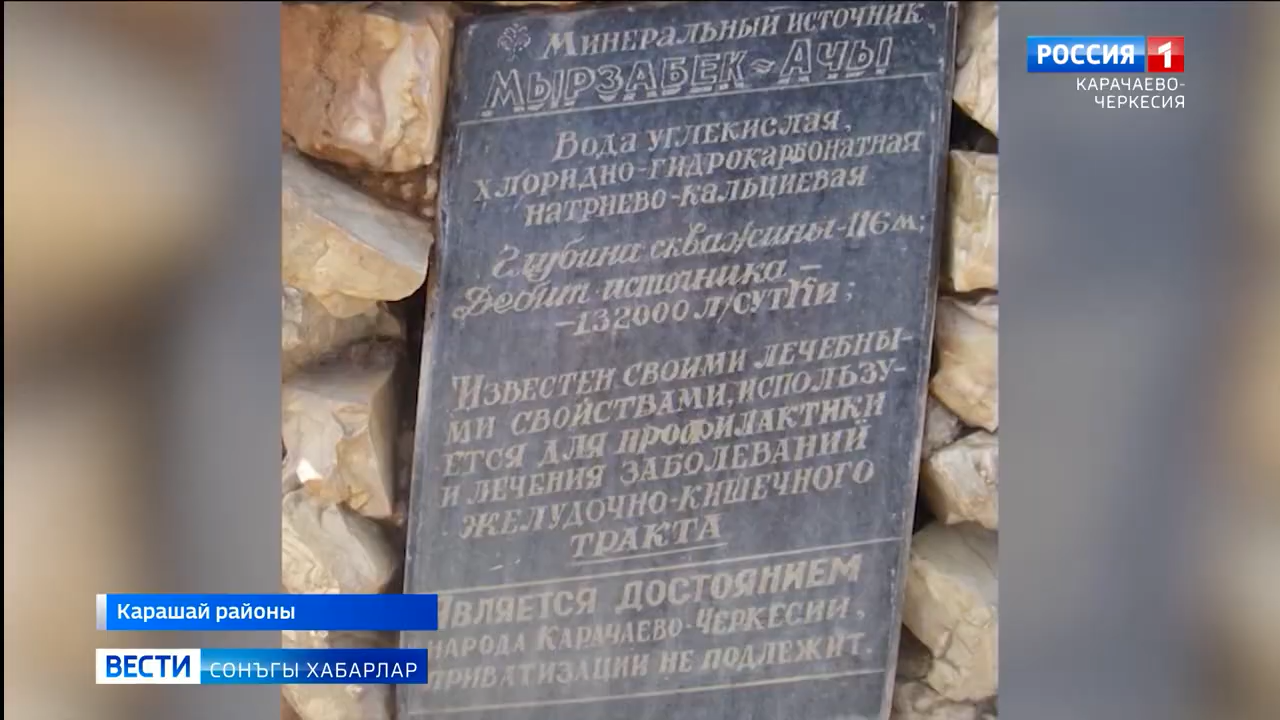 Минеральный источник
Мырзабек-Ачы
Вода углекислая,
хлоридно-гидрокарбонатная
натриево-кальциевая
Глубина скважины-116м;
Дебит источника –
–132000 л/сутки;
Известен своими лечебны-
ми свойствами, использу-
ется для профилактики
и лечения заболеваний
желудочно-кишечного
тракта
Является достоянием
народа Карачаево-Черкесии,
приватизации не подлежит.
РОССИЯ 1
КАРАЧАЕВО-
ЧЕРКЕСИЯ
Карашай районы
ВЕСТИ СОНЪГЫ ХАБАРЛАР